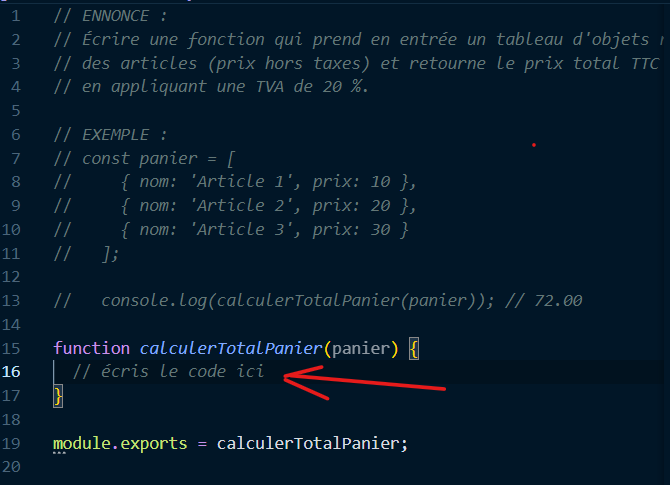 1 // ENNONCE :
2 // Écrire une fonction qui prend en entrée un tableau d'objets
3 // des articles (prix hors taxes) et retourne le prix total TTC
4 // en appliquant une TVA de 20 %.
5
6 // EXEMPLE :
7 // const panier = [
8 //     { nom: 'Article 1', prix: 10 },
9 //     { nom: 'Article 2', prix: 20 },
10 //     { nom: 'Article 3', prix: 30 }
11 //   ];
12
13 //   console.log(calculerTotalPanier(panier)); // 72.00
14
15 function calculerTotalPanier(panier) {
16   // écris le code ici
17 }
18
19 module.exports = calculerTotalPanier;
20